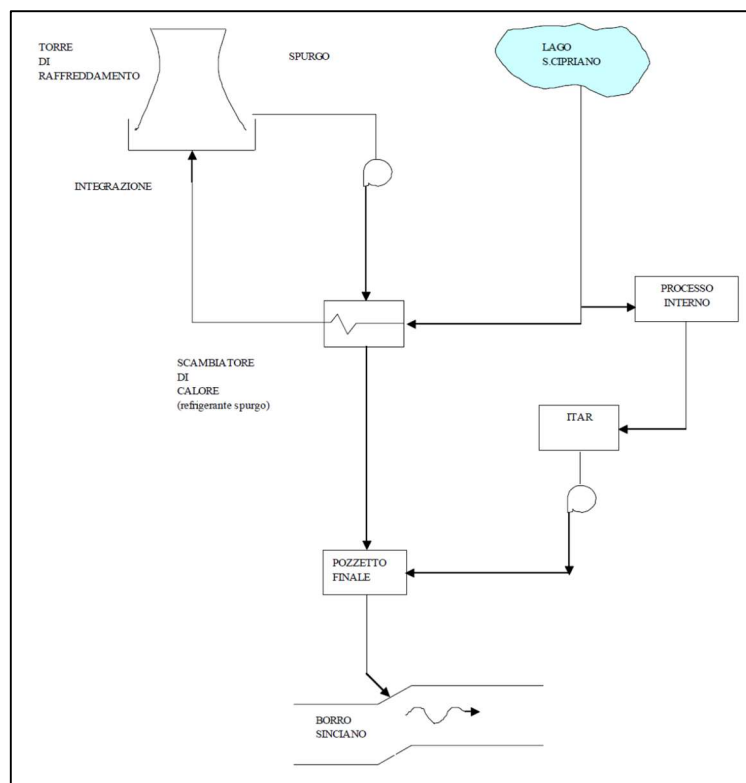 TORRE
DI
RAFFREDDAMENTO
SPURGO
LAGO
S.CIPRIANO
INTEGRAZIONE
PROCESSO
INTERNO
SCAMBIATORE
DI
CALORE
(refrigerante spurgo)
ITAR
POZZETTO
FINALE
BORRO
SINCIANO